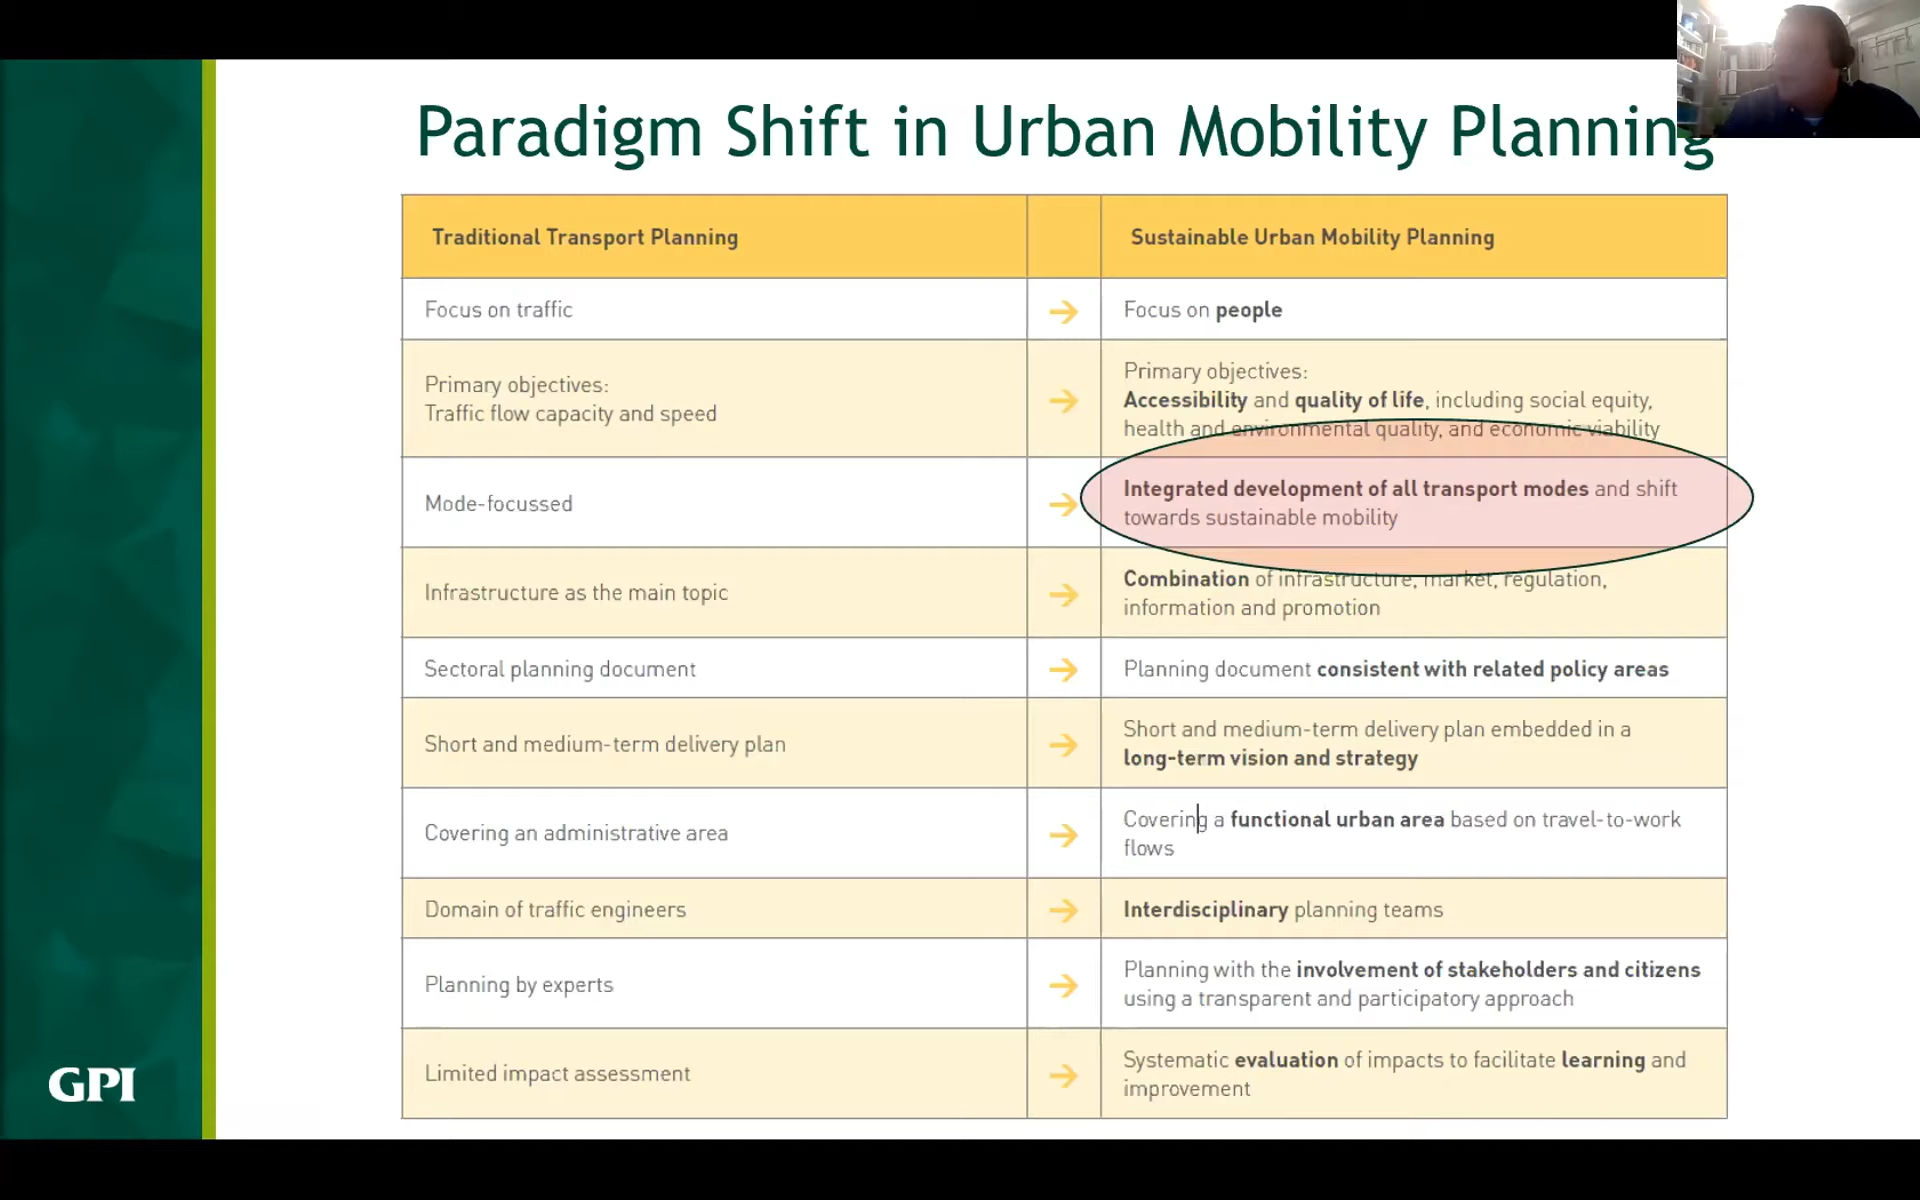 Paradigm Shift in Urban Mobility Planning
Traditional Transport Planning
Sustainable Urban Mobility Planning
Focus on traffic
Focus on people
Primary objectives:
Traffic flow capacity and speed
Primary objectives:
Accessibility and quality of life, including social equity,
health and environmental quality, and economic viability
Mode-focussed
Integrated development of all transport modes and shift
towards sustainable mobility
Infrastructure as the main topic
Combination of infrastructure, market, regulation,
information and promotion
Sectoral planning document
Planning document consistent with related policy areas
Short and medium-term delivery plan
Short and medium-term delivery plan embedded in a
long-term vision and strategy
Covering an administrative area
Covering a functional urban area based on travel-to-work
flows
Domain of traffic engineers
Interdisciplinary planning teams
Planning by experts
Planning with the involvement of stakeholders and citizens
using a transparent and participatory approach
Limited impact assessment
Systematic evaluation of impacts to facilitate learning and
improvement
GPI